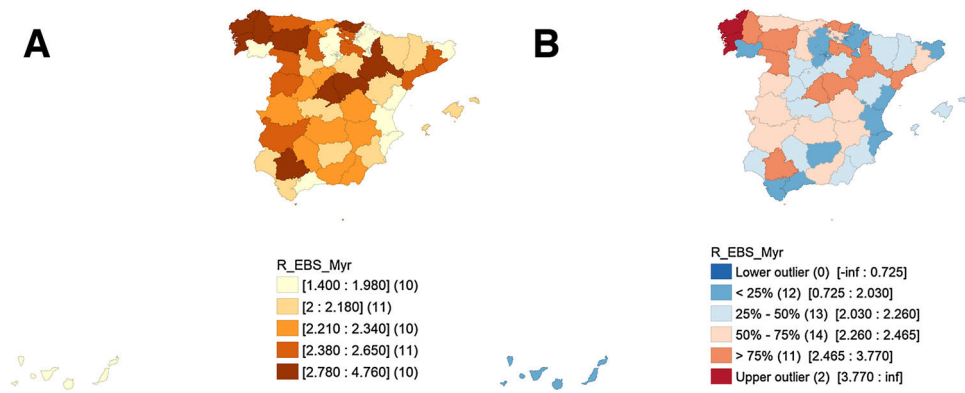 A
B
R_EBS_Myr
[1.400 : 1.980] (10)
[2 : 2.180] (11)
[2.210 : 2.340] (10)
[2.380 : 2.650] (11)
[2.780 : 4.760] (10)
R_EBS_Myr
Lower outlier (0) [-inf : 0.725]
< 25% (12) [0.725 : 2.030]
25% - 50% (13) [2.030 : 2.260]
50% - 75% (14) [2.260 : 2.465]
> 75% (11) [2.465 : 3.770]
Upper outlier (2) [3.770 : inf]